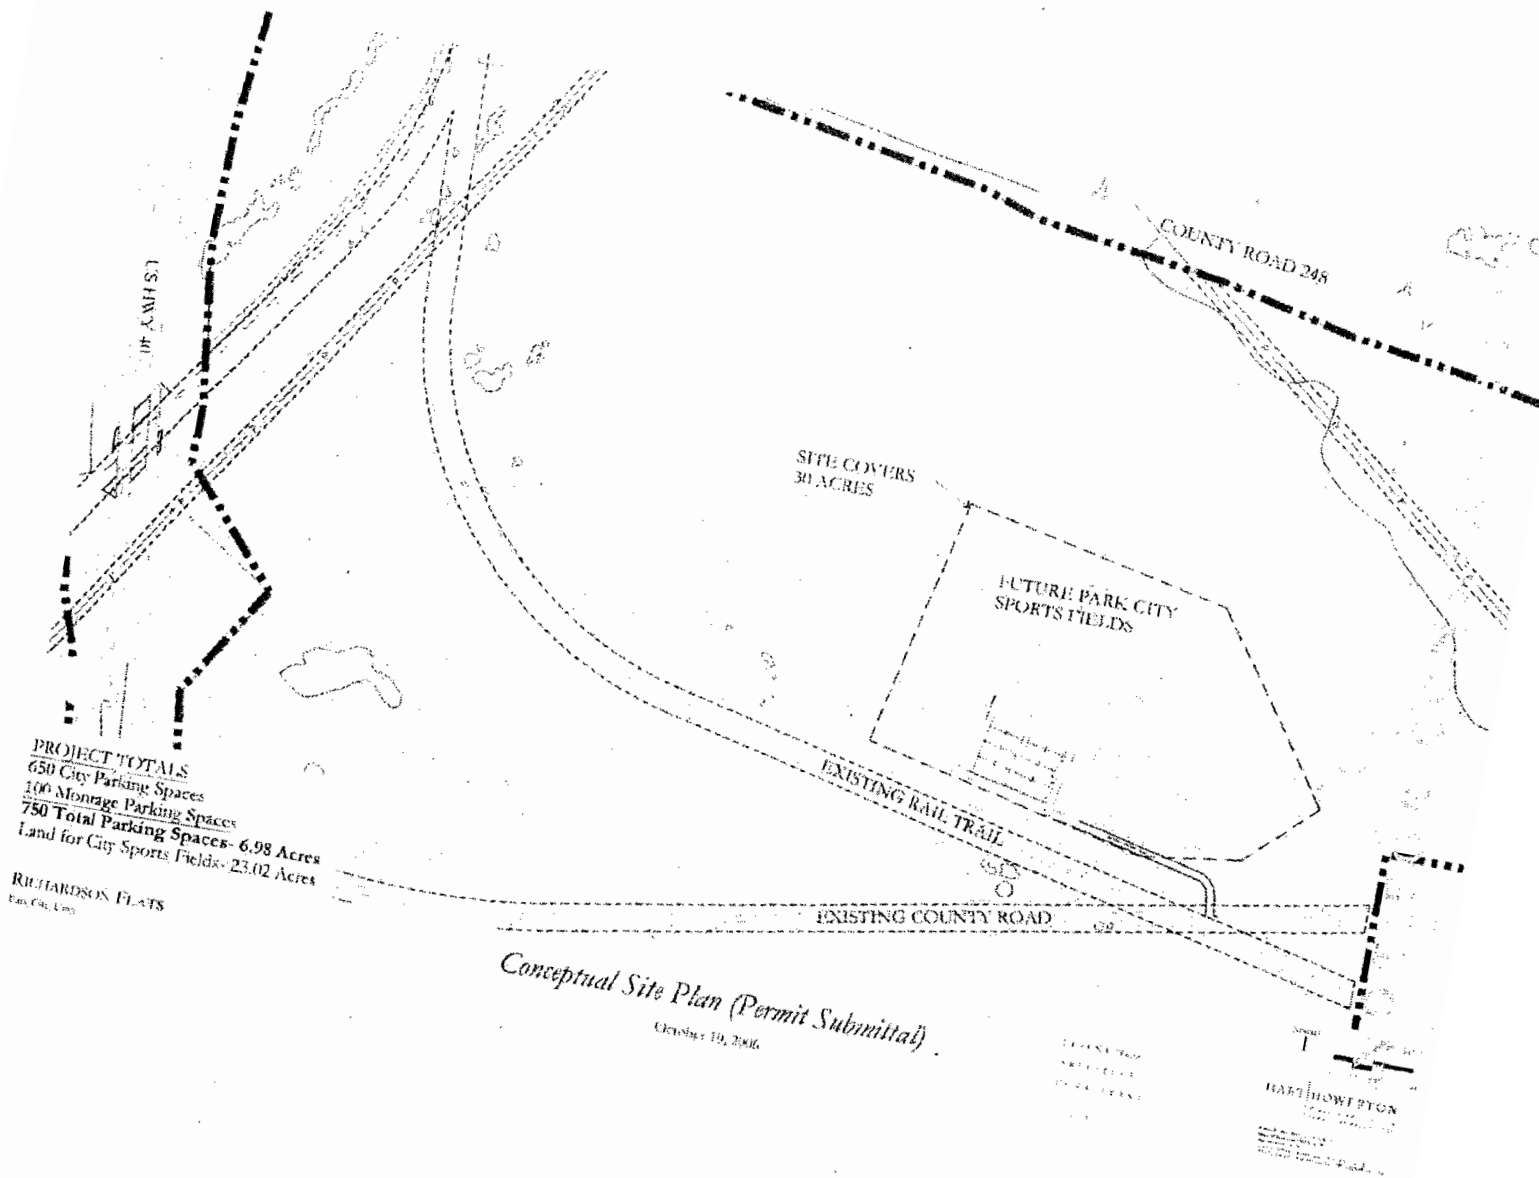 US HWY 40
COUNTY ROAD 248
SITE COVERS
30 ACRES
FUTURE PARK CITY
SPORTS FIELDS
EXISTING RAIL TRAIL
EXISTING COUNTY ROAD
PROJECT TOTALS
650 City Parking Spaces
100 Montage Parking Spaces
750 Total Parking Spaces- 6.98 Acres
Land for City Sports Fields- 23.02 Acres
RICHARDSON FLATS
Conceptual Site Plan (Permit Submittal)
October 19, 2006
1
HART HOWERTON